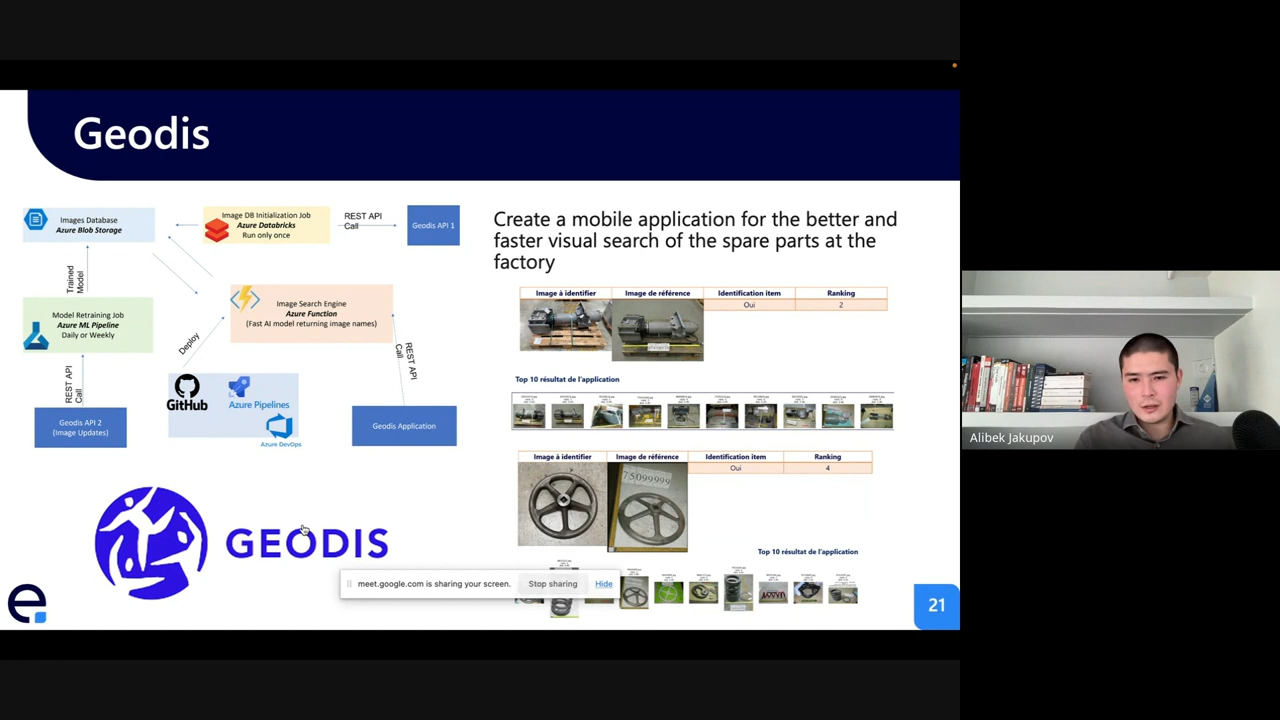 Geodis
Images Database
Azure Blob Storage
Image DB Initialization Job
Azure Databricks
Run only once
REST API
Call
Geodis API 1
Trained
Model
Model Retraining Job
Azure ML Pipeline
Daily or Weekly
Image Search Engine
Azure Function
(Fast AI model returning image names)
Deploy
REST API
Call
REST API
Call
GitHub
Azure Pipelines
Azure DevOps
Geodis API 2
(Image Updates)
Geodis Application
GEODIS
Create a mobile application for the better and
faster visual search of the spare parts at the
factory
Image à identifier Image de référence Identification item Ranking
Oui 2
Top 10 résultat de l'application
Image à identifier Image de référence Identification item Ranking
Oui 4
75099999
Top 10 résultat de l'application
meet.google.com is sharing your screen. Stop sharing Hide
e
21
Alibek Jakupov